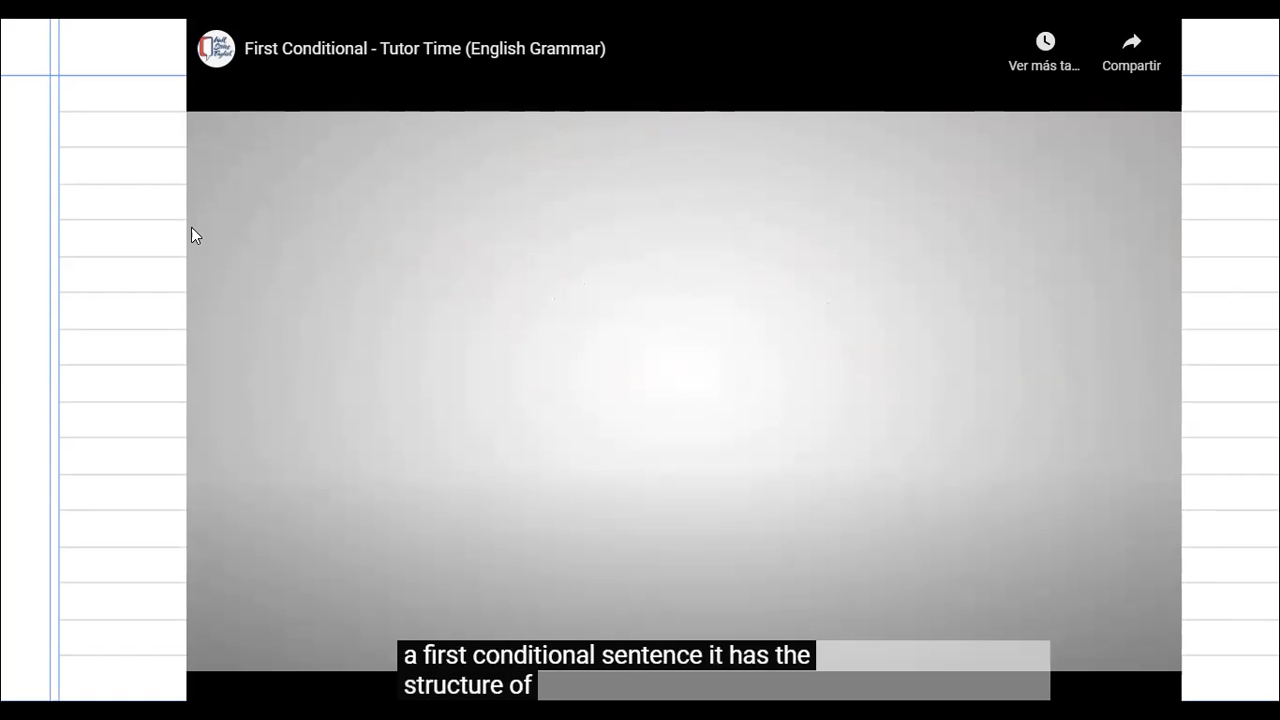 First Conditional - Tutor Time (English Grammar)
Ver más ta...
Compartir
a first conditional sentence it has the
structure of